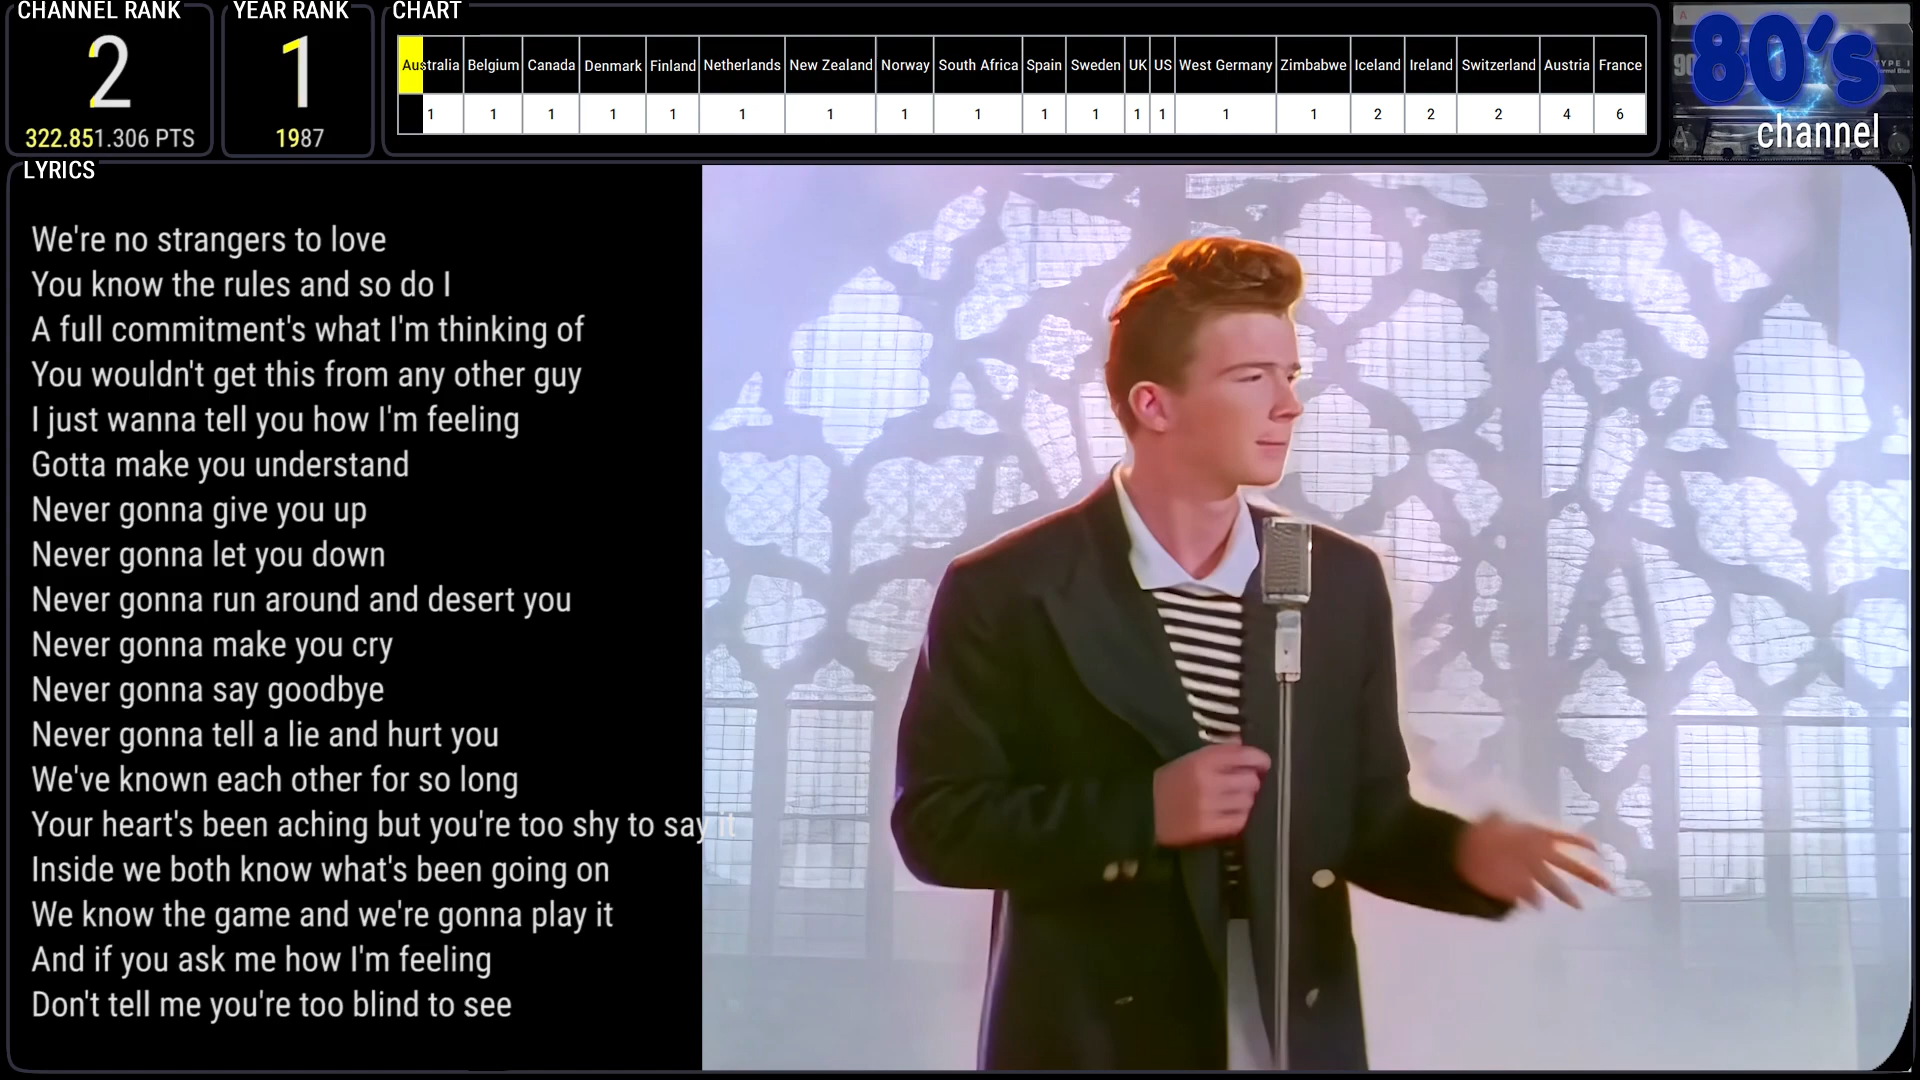 CHANNEL RANK
2
322.851.306 PTS
YEAR RANK
1
1987
CHART
Australia Belgium Canada Denmark Finland Netherlands New Zealand Norway South Africa Spain Sweden UK US West Germany Zimbabwe Iceland Ireland Switzerland Austria France
1 1 1 1 1 1 1 1 1 1 1 1 1 1 1 2 2 2 4 6
A
90
TYPE I
80's
channel
A
LYRICS
We're no strangers to love
You know the rules and so do I
A full commitment's what I'm thinking of
You wouldn't get this from any other guy
I just wanna tell you how I'm feeling
Gotta make you understand
Never gonna give you up
Never gonna let you down
Never gonna run around and desert you
Never gonna make you cry
Never gonna say goodbye
Never gonna tell a lie and hurt you
We've known each other for so long
Your heart's been aching but you're too shy to say it
Inside we both know what's been going on
We know the game and we're gonna play it
And if you ask me how I'm feeling
Don't tell me you're too blind to see